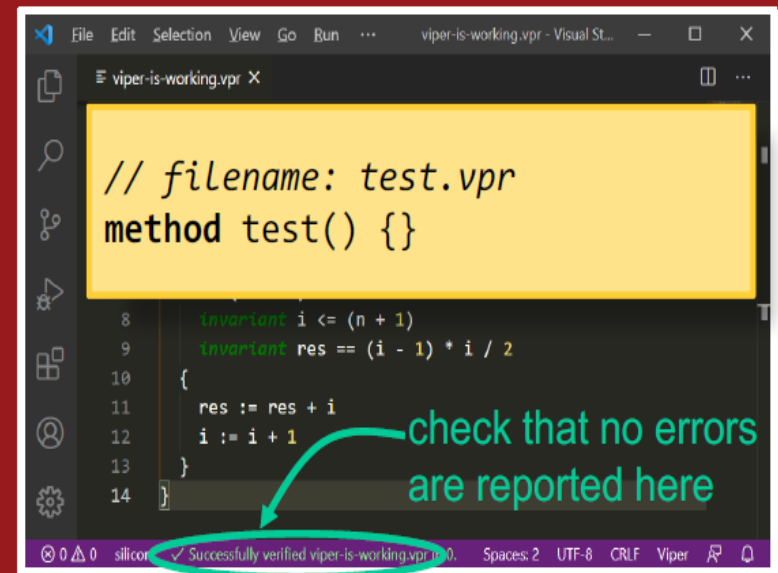 File Edit Selection View Go Run ··· viper-is-working.vpr - Visual St...
viper-is-working.vpr
// filename: test.vpr
method test() {}
8 invariant i <= (n + 1)
9 invariant res == (i - 1) * i / 2
10 {
11 res := res + i
12 i := i + 1
13 }
14 }
check that no errors
are reported here
0 0 silicon ✓ Successfully verified viper-is-working.vpr 0. Spaces: 2 UTF-8 CRLF Viper